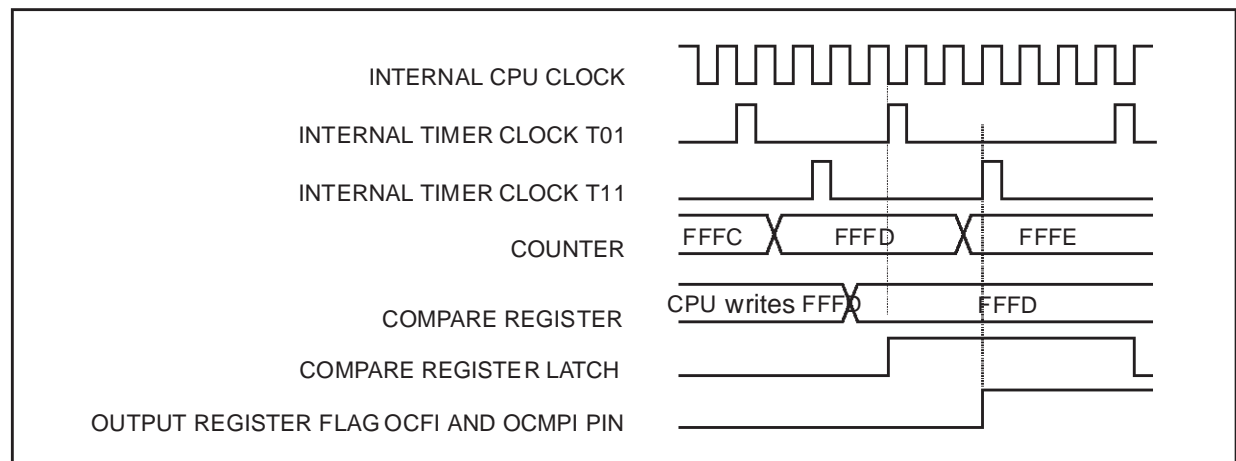 INTERNAL CPU CLOCK
INTERNAL TIMER CLOCK T01
INTERNAL TIMER CLOCK T11
COUNTER FFFC FFFD FFFE
COMPARE REGISTER CPU writes FFFD FFFD
COMPARE REGISTER LATCH
OUTPUT REGISTER FLAG OCFI AND OCMPI PIN